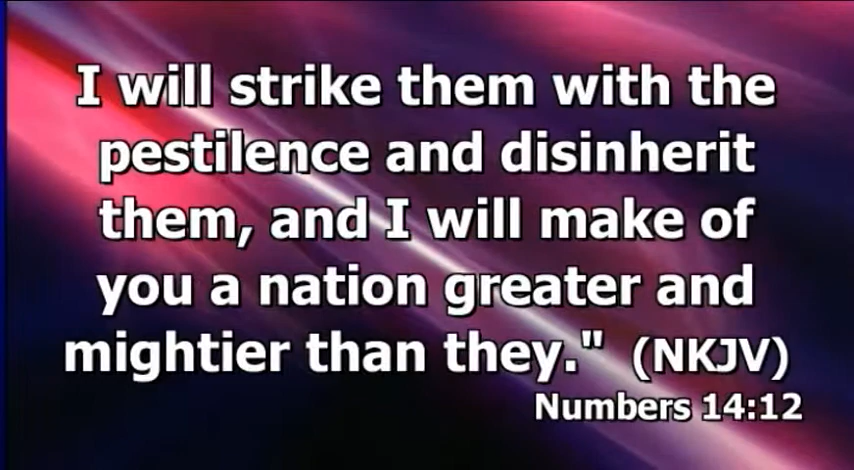 I will strike them with the
pestilence and disinherit
them, and I will make of
you a nation greater and
mightier than they." (NKJV)
Numbers 14:12